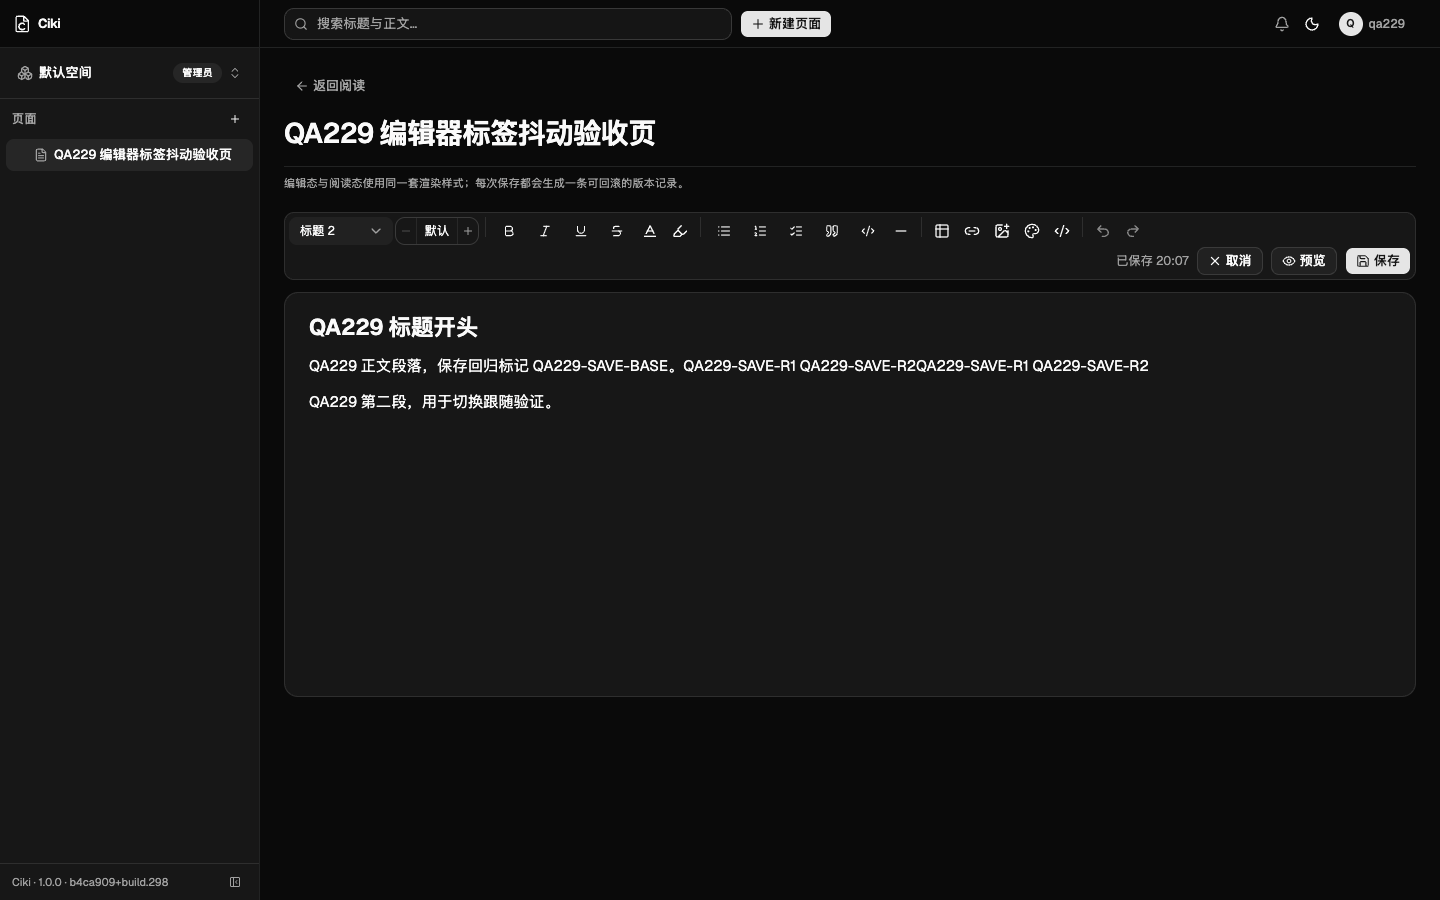 Ciki
搜索标题与正文...
新建页面
Q qa229
默认空间 管理员
页面
QA229 编辑器标签抖动验收页
返回阅读
QA229 编辑器标签抖动验收页
编辑态与阅读态使用同一套渲染样式；每次保存都会生成一条可回滚的版本记录。
标题 2 默认
已保存 20:07 取消 预览 保存
QA229 标题开头
QA229 正文段落，保存回归标记 QA229-SAVE-BASE。QA229-SAVE-R1 QA229-SAVE-R2QA229-SAVE-R1 QA229-SAVE-R2
QA229 第二段，用于切换跟随验证。
Ciki · 1.0.0 · b4ca909+build.298